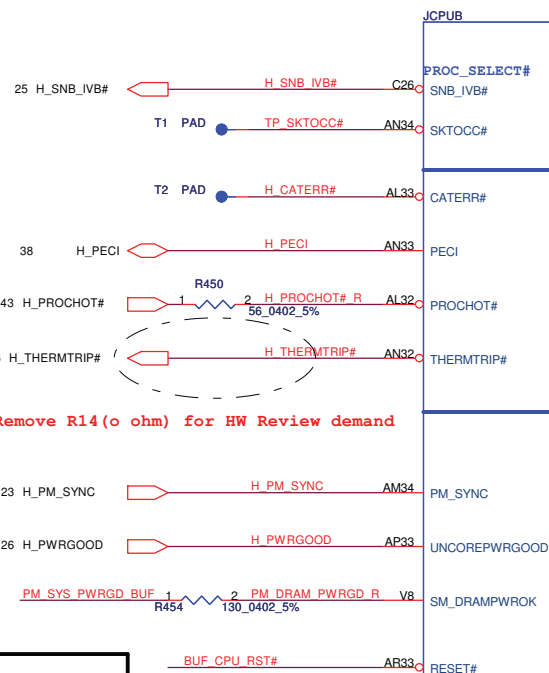 JCPUB
PROC_SELECT#
25 H_SNB_IVB# H_SNB_IVB# C26 SNB_IVB#
T1 PAD TP_SKTOCC# AN34 SKTOCC#
T2 PAD H_CATERR# AL33 CATERR#
38 H_PECI H_PECI AN33 PECI
R450
43 H_PROCHOT# 1 2 H_PROCHOT#_R AL32 PROCHOT#
56_0402_5%
H_THERMTRIP# H_THERMTRIP# AN32 THERMTRIP#
Remove R14(o ohm) for HW Review demand
23 H_PM_SYNC H_PM_SYNC AM34 PM_SYNC
26 H_PWRGOOD H_PWRGOOD AP33 UNCOREPWRGOOD
PM_SYS_PWRGD_BUF 1 2 PM_DRAM_PWRGD_R V8 SM_DRAMPWROK
R454 130_0402_5%
BUF_CPU_RST# AR33 RESET#